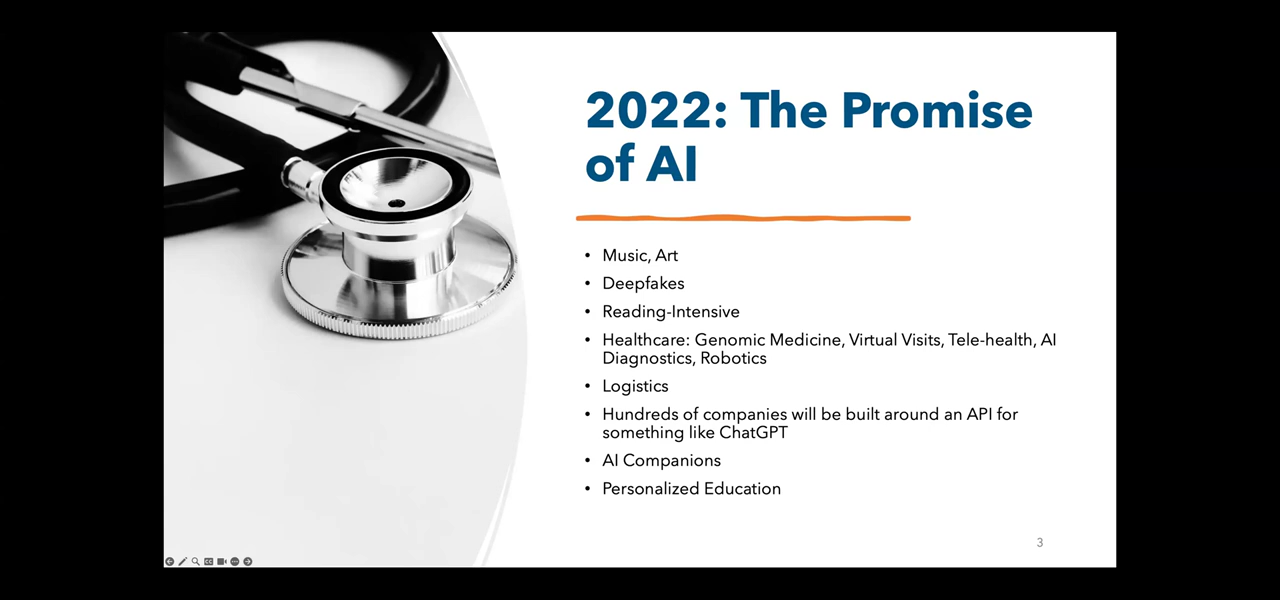 2022: The Promise
of AI
• Music, Art
• Deepfakes
• Reading-Intensive
• Healthcare: Genomic Medicine, Virtual Visits, Tele-health, AI
Diagnostics, Robotics
• Logistics
• Hundreds of companies will be built around an API for
something like ChatGPT
• AI Companions
• Personalized Education
3